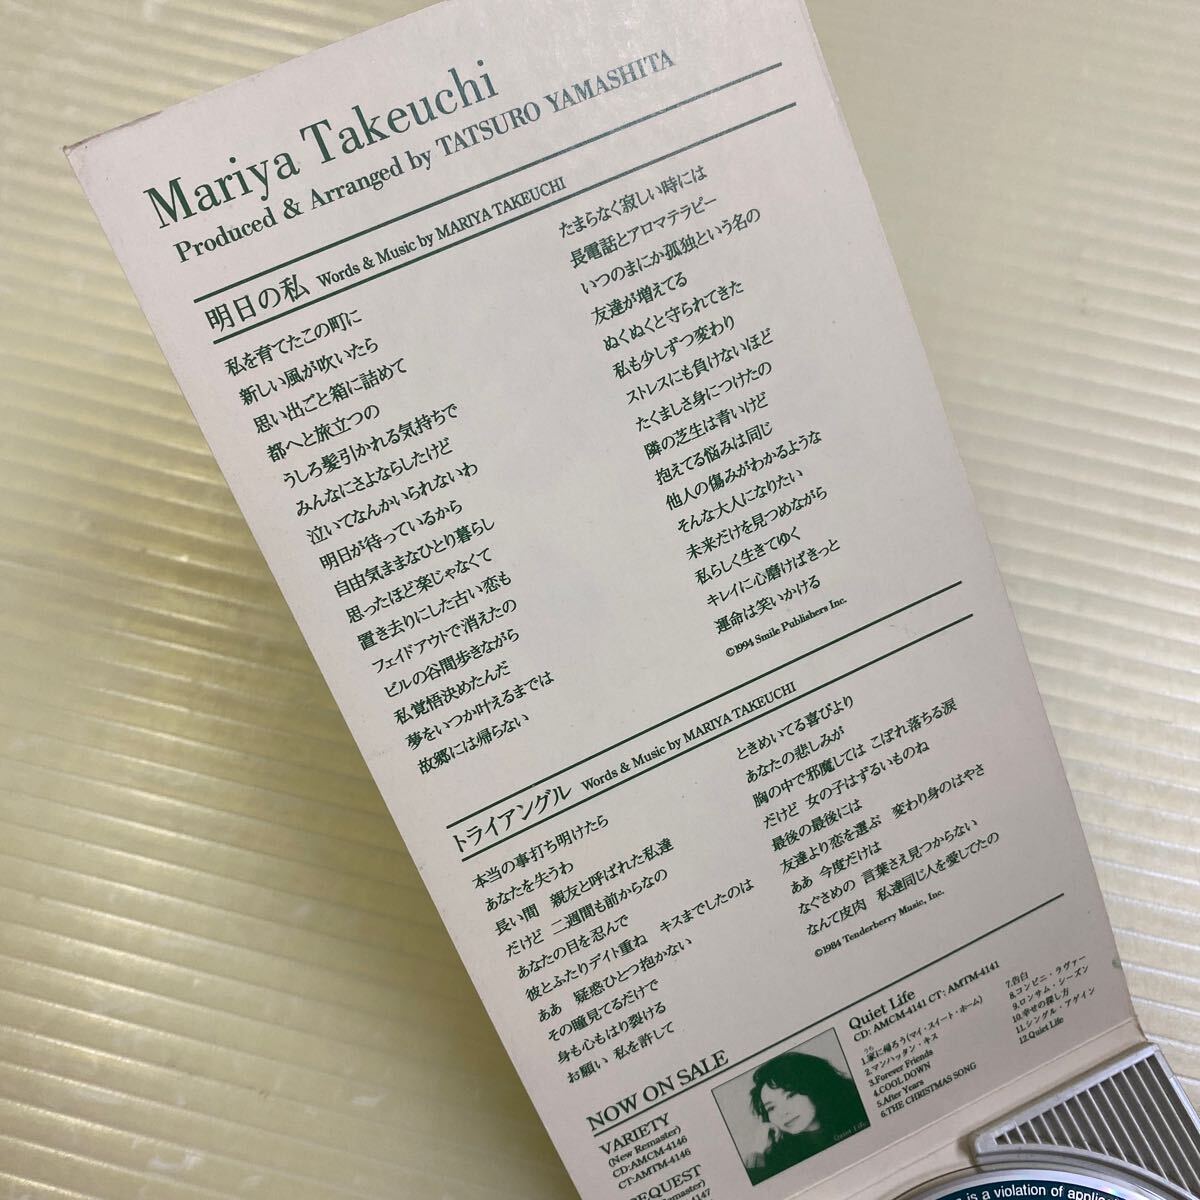 Mariya Takeuchi
Produced & Arranged by TATSURO YAMASHITA
明日の私 Words & Music by MARIYA TAKEUCHI
私を育てたこの町に
新しい風が吹いたら
思い出ごと箱に詰めて
都へと旅立つの
うしろ髪引かれる気持ちで
みんなにさよならしたけど
泣いてなんかいられないわ
明日が待っているから
自由気ままなひとり暮らし
思ったほど楽じゃなくて
置き去りにした古い恋も
フェイドアウトで消えたの
ビルの谷間歩きながら
私覚悟決めたんだ
夢をいつか叶えるまでは
故郷には帰らない
たまらなく寂しい時には
長電話とアロマテラピー
いつのまにか孤独という名の
友達が増えてる
ぬくぬくと守られてきた
私も少しずつ変わり
ストレスにも負けないほど
たくましさ身につけたの
隣の芝生は青いけど
抱えてる悩みは同じ
他人の傷みがわかるような
そんな大人になりたい
未来だけを見つめながら
私らしく生きてゆく
キレイに心磨けばきっと
運命は笑いかける
©1994 Smile Publishers Inc.
トライアングル Words & Music by MARIYA TAKEUCHI
本当の事打ち明けたら
あなたを失うわ
長い間 親友と呼ばれた私達
だけど 二週間も前からなの
あなたの目を忍んで
彼とふたりデイト重ね キスまでしたのは
ああ 疑惑ひとつ抱かない
その瞳見てるだけで
身も心もはり裂ける
お願い 私を許して
ときめいてる喜びより
あなたの悲しみが
胸の中で邪魔しては こぼれ落ちる涙
だけど 女の子はずるいものね
最後の最後には
友達より恋を選ぶ 変わり身のはやさ
ああ 今度だけは
なぐさめの 言葉さえ見つからない
なんて皮肉 私達同じ人を愛してたの
©1984 Tenderberry Music, Inc.
NOW ON SALE
VARIETY
(New Remaster)
CD:AMCM-4146
CT:AMTM-4146
REQUEST
Remaster)
4147
Quiet Life
Quiet Life
CD: AMCM-4141 CT: AMTM-4141
1.家に帰ろう(マイ・スイート・ホーム)
2.マンハッタン・キス
3.Forever Friends
4.COOL DOWN
5.After Years
6.THE CHRISTMAS SONG
7.告白
8.コンビニ・ラヴァー
9.ロンサム・シーズン
10.幸せの探し方
11.シングル・アゲイン
12.Quiet Life
is a violation of applic